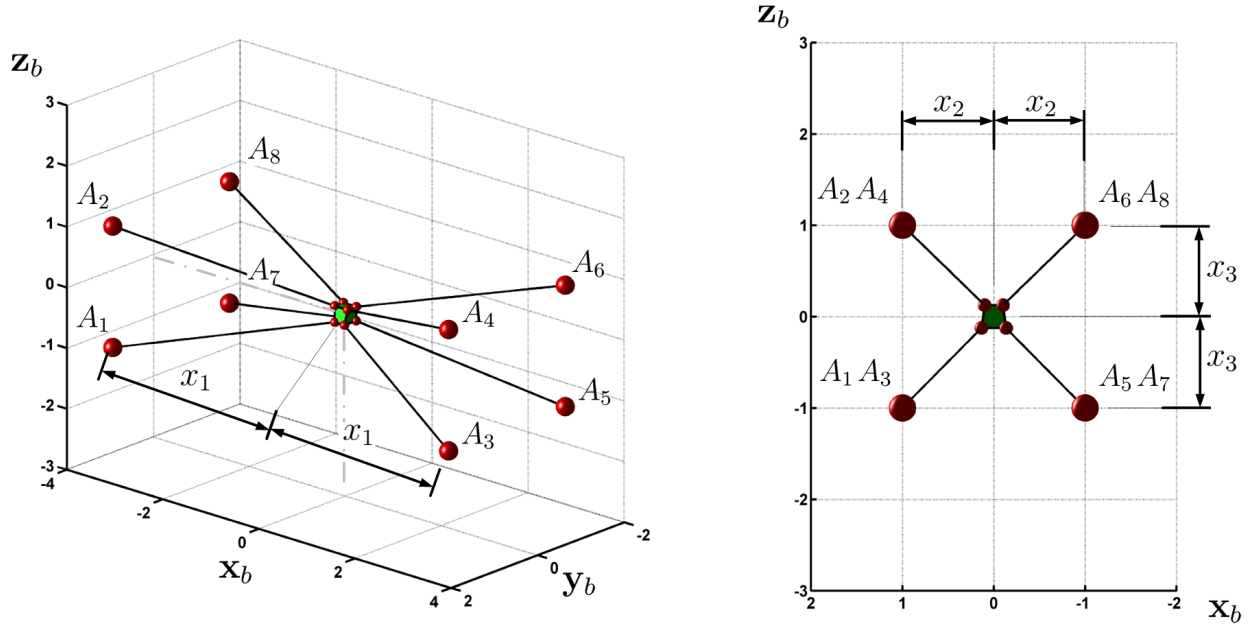 z_b
3
2
1
0
-1
-2
-3
A_8
A_2
A_7
A_6
A_1
A_4
x_1
A_5
x_1
A_3
-4
-2
0
2
4
x_b
2
0
-2
y_b
z_b
3
2
1
0
-1
-2
-3
x_2 x_2
A_2 A_4 A_6 A_8
x_3
x_3
A_1 A_3 A_5 A_7
2 1 0 -1 -2
x_b